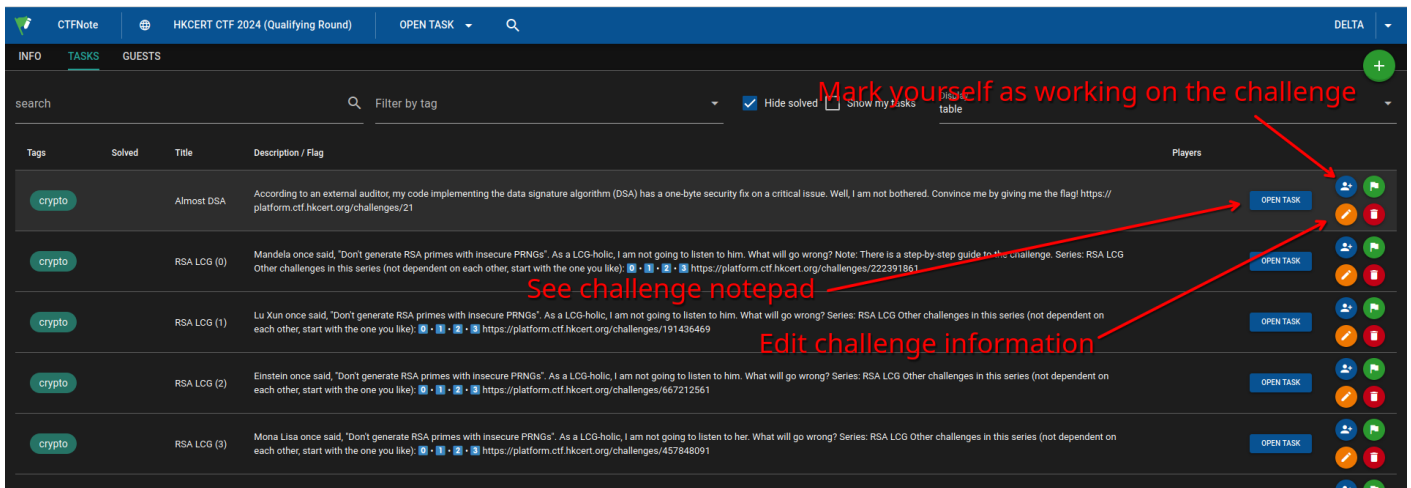 CTFNote HKCERT CTF 2024 (Qualifying Round) OPEN TASK DELTA
INFO TASKS GUESTS
Mark yourself as working on the challenge
search Filter by tag Hide solved Show my tasks Display
table
Tags Solved Title Description / Flag Players
crypto Almost DSA
According to an external auditor, my code implementing the data signature algorithm (DSA) has a one-byte security fix on a critical issue. Well, I am not bothered. Convince me by giving me the flag! https://
platform.ctf.hkcert.org/challenges/21
OPEN TASK
crypto RSA LCG (0)
Mandela once said, "Don't generate RSA primes with insecure PRNGs". As a LCG-holic, I am not going to listen to him. What will go wrong? Note: There is a step-by-step guide to the challenge. Series: RSA LCG
Other challenges in this series (not dependent on each other, start with the one you like): 0 • 1 • 2 • 3 https://platform.ctf.hkcert.org/challenges/222391861
OPEN TASK
See challenge notepad
crypto RSA LCG (1)
Lu Xun once said, "Don't generate RSA primes with insecure PRNGs". As a LCG-holic, I am not going to listen to him. What will go wrong? Series: RSA LCG Other challenges in this series (not dependent on
each other, start with the one you like): 0 • 1 • 2 • 3 https://platform.ctf.hkcert.org/challenges/191436469
OPEN TASK
Edit challenge information
crypto RSA LCG (2)
Einstein once said, "Don't generate RSA primes with insecure PRNGs". As a LCG-holic, I am not going to listen to him. What will go wrong? Series: RSA LCG Other challenges in this series (not dependent on
each other, start with the one you like): 0 • 1 • 2 • 3 https://platform.ctf.hkcert.org/challenges/667212561
OPEN TASK
crypto RSA LCG (3)
Mona Lisa once said, "Don't generate RSA primes with insecure PRNGs". As a LCG-holic, I am not going to listen to her. What will go wrong? Series: RSA LCG Other challenges in this series (not dependent on
each other, start with the one you like): 0 • 1 • 2 • 3 https://platform.ctf.hkcert.org/challenges/457848091
OPEN TASK